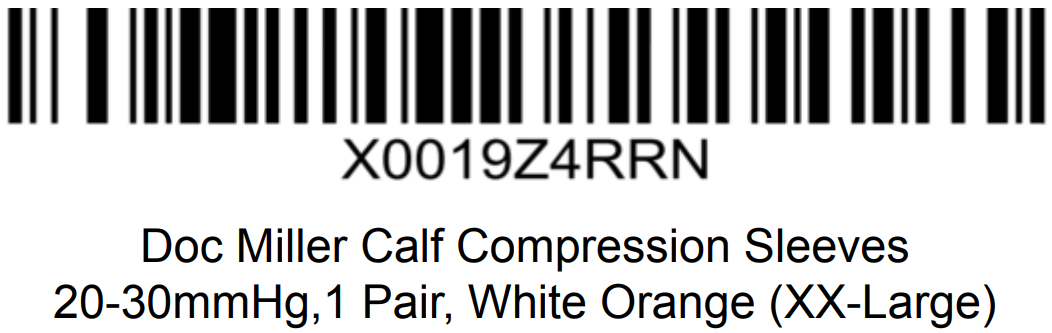 X0019Z4RRN
Doc Miller Calf Compression Sleeves
20-30mmHg,1 Pair, White Orange (XX-Large)